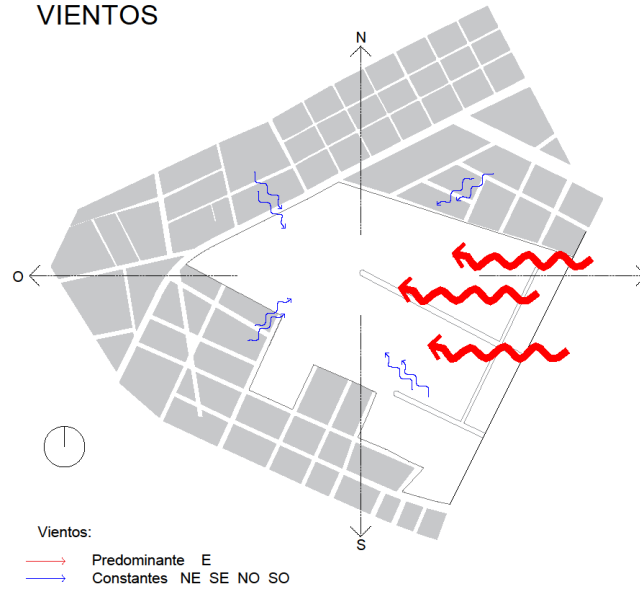 VIENTOS
N
O
S
Vientos:
Predominante E
Constantes NE SE NO SO